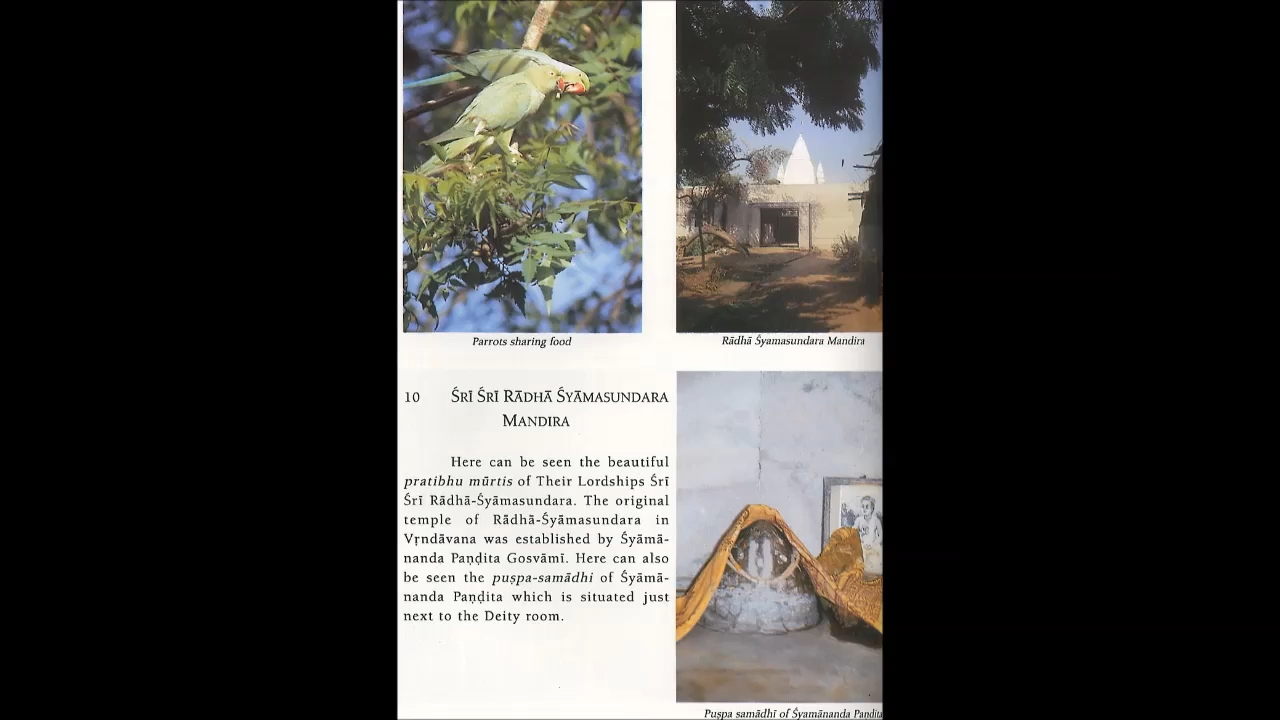 Parrots sharing food
Rādhā Śyamasundara Mandira
10 ŚRĪ ŚRĪ RĀDHĀ ŚYĀMASUNDARA
MANDIRA
Here can be seen the beautiful
pratibhu mūrtis of Their Lordships Śrī
Śrī Rādhā-Śyāmasundara. The original
temple of Rādhā-Śyāmasundara in
Vṛndāvana was established by Śyāmā-
nanda Paṇḍita Gosvāmī. Here can also
be seen the puṣpa-samādhi of Śyāmā-
nanda Paṇḍita which is situated just
next to the Deity room.
Puṣpa samādhī of Śyamānanda Paṇḍita